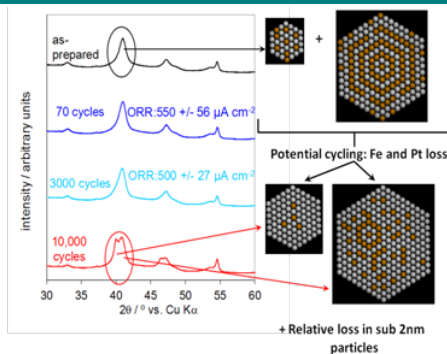 as-
prepared
+
70 cycles
ORR:550 +/- 56 µA cm-2
Potential cycling: Fe and Pt loss
3000 cycles
ORR:500 +/- 27 µA cm-2
10,000
cycles
intensity / arbitrary units
30 35 40 45 50 55 60
2θ / º vs. Cu Kα
+ Relative loss in sub 2nm
particles